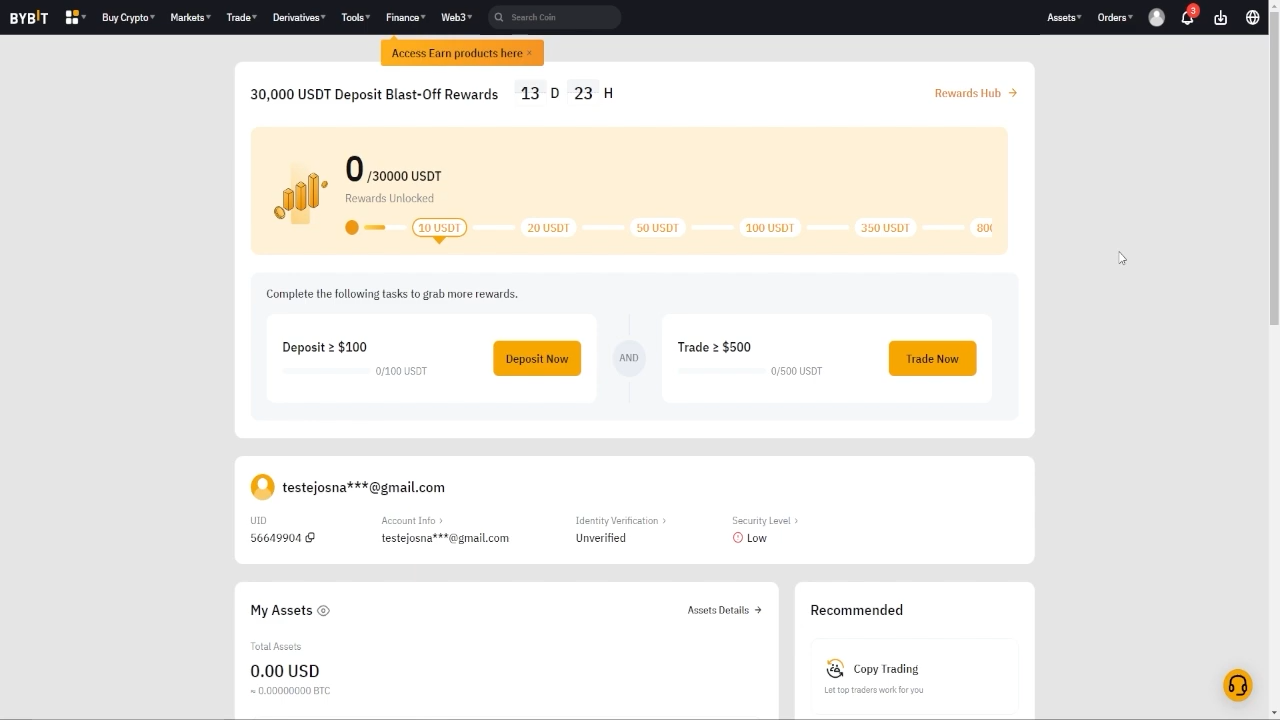 BYBIT Buy Crypto Markets Trade Derivatives Tools Finance Web3 Search Coin Assets Orders 3
Access Earn products here ×
30,000 USDT Deposit Blast-Off Rewards 13 D 23 H Rewards Hub →
0 /30000 USDT
Rewards Unlocked
10 USDT 20 USDT 50 USDT 100 USDT 350 USDT 800
Complete the following tasks to grab more rewards.
Deposit ≥ $100
0/100 USDT
Deposit Now
AND
Trade ≥ $500
0/500 USDT
Trade Now
testejosna***@gmail.com
UID Account Info › Identity Verification › Security Level ›
56649904 testejosna***@gmail.com Unverified Low
My Assets Assets Details →
Total Assets
0.00 USD
≈ 0.00000000 BTC
Recommended
Copy Trading
Let top traders work for you